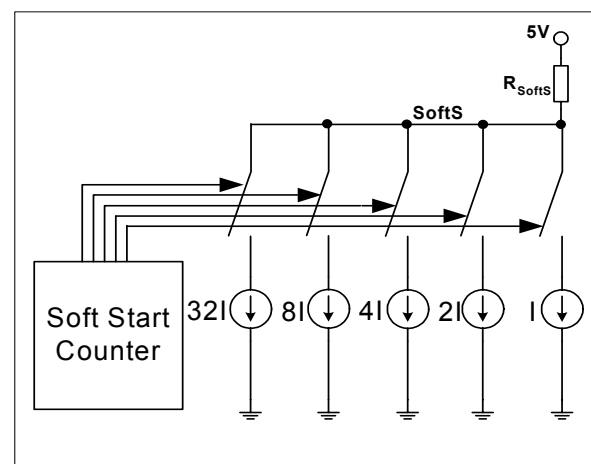 5V
RSoftS
SoftS
32I
8I
4I
2I
I
Soft Start
Counter